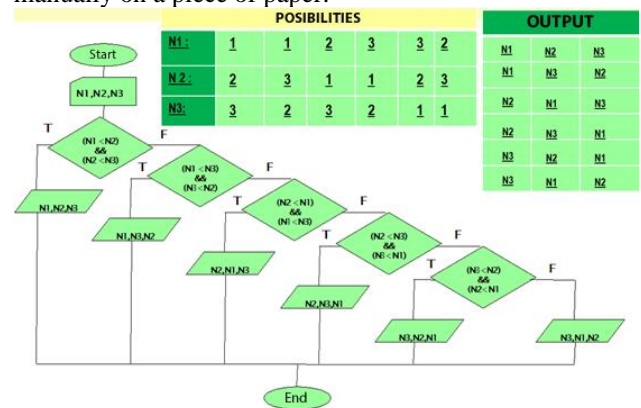 manually on a piece of paper.
POSIBILITIES
N1: 1 1 2 3 3 2
N2: 2 3 1 1 2 3
N3: 3 2 3 2 1 1
OUTPUT
N1 N2 N3
N1 N3 N2
N2 N1 N3
N2 N3 N1
N3 N2 N1
N3 N1 N2
Start
N1,N2,N3
T
(N1 <N2)
&&
(N2 <N3)
F
N1,N2,N3
T
(N1 <N3)
&&
(N3 <N2)
F
N1,N3,N2
T
(N2 <N1)
&&
(N1 <N3)
F
N2,N1,N3
T
(N2 <N3)
&&
(N3 <N1)
F
N2,N3,N1
T
(N3 <N2)
&&
(N2 <N1
F
N3,N2,N1
N3,N1,N2
End